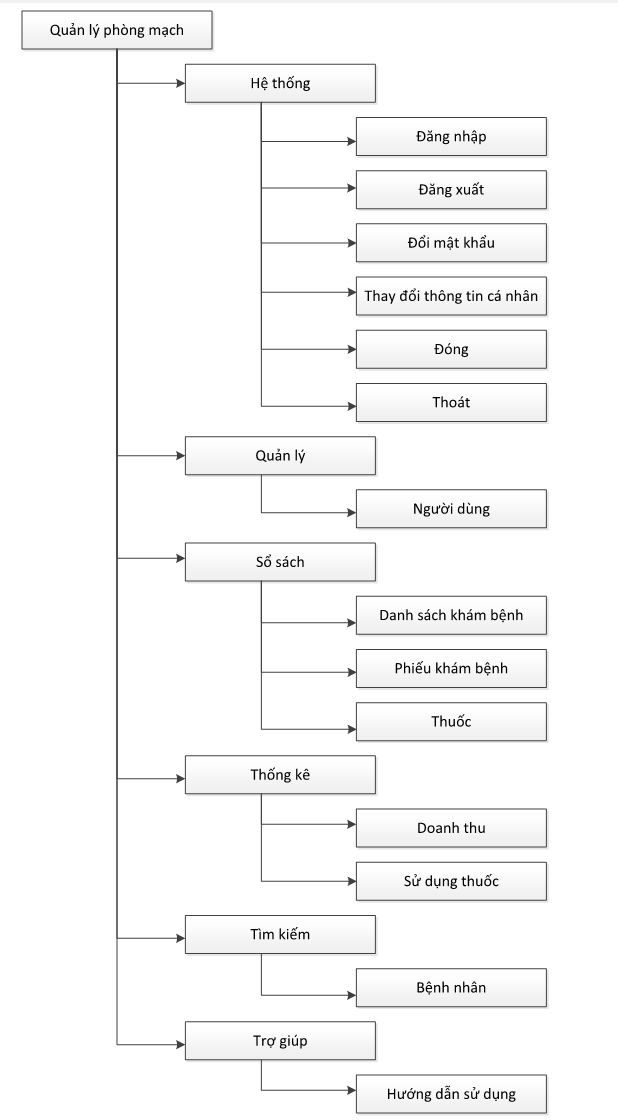 Quản lý phòng mạch
Hệ thống
Đăng nhập
Đăng xuất
Đổi mật khẩu
Thay đổi thông tin cá nhân
Đóng
Thoát
Quản lý
Người dùng
Sổ sách
Danh sách khám bệnh
Phiếu khám bệnh
Thuốc
Thống kê
Doanh thu
Sử dụng thuốc
Tìm kiếm
Bệnh nhân
Trợ giúp
Hướng dẫn sử dụng